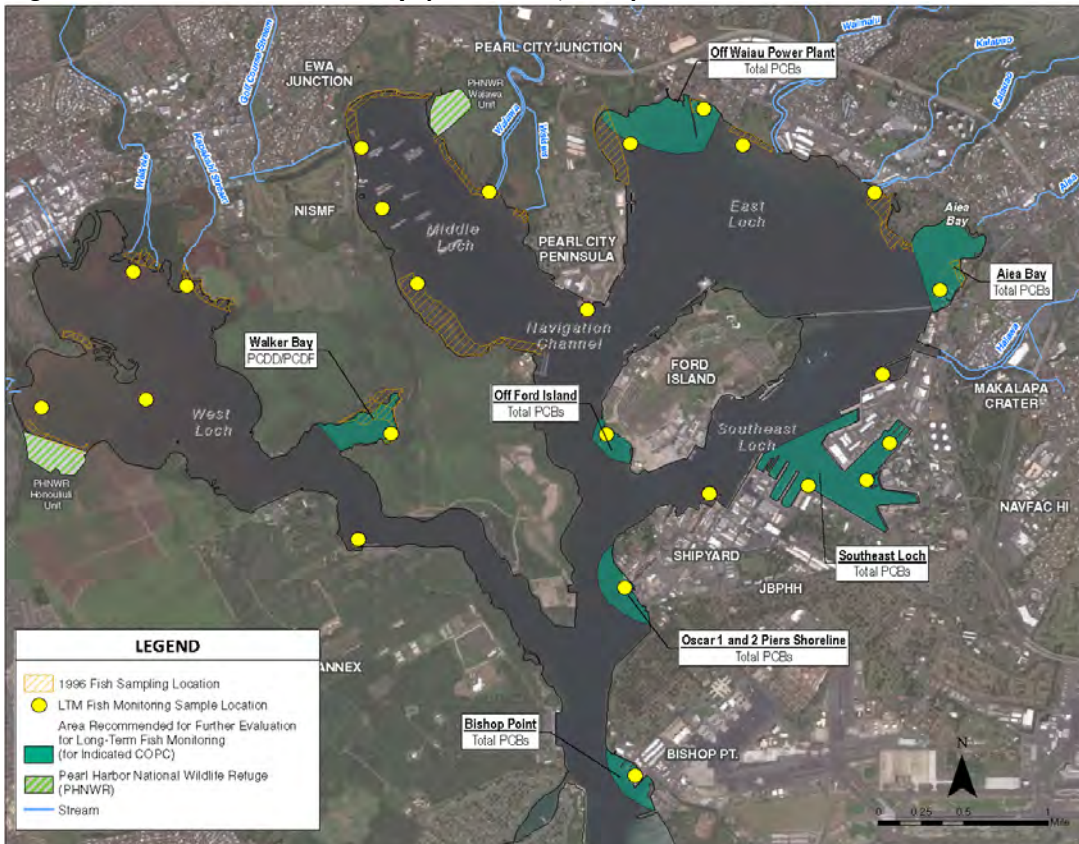 PEARL CITY JUNCTION
Off Waiau Power Plant
Total PCBs
EWA
JUNCTION
PHNWR
Waiawa
Unit
Golf Course Stream
Kapakahi Stream
Waikele
Waiawa
Waimalu
Kalauao
NISMF
Middle
Loch
PEARL CITY
PENINSULA
East
Loch
Aiea
Bay
Aiea
Aiea Bay
Total PCBs
Walker Bay
PCDD/PCDF
Navigation
Channel
FORD
ISLAND
Halawa
MAKALAPA
CRATER
Off Ford Island
Total PCBs
West
Loch
Southeast
Loch
PHNWR
Honouliuli
Unit
NAVFAC HI
SHIPYARD
Southeast Loch
Total PCBs
JBPHH
Oscar 1 and 2 Piers Shoreline
Total PCBs
ANNEX
Bishop Point
Total PCBs
BISHOP PT.
LEGEND
1996 Fish Sampling Location
LTM Fish Monitoring Sample Location
Area Recommended for Further Evaluation
for Long-Term Fish Monitoring
(for Indicated COPC)
Pearl Harbor National Wildlife Refuge
(PHNWR)
Stream
N
0 0.25 0.5 1
Mile